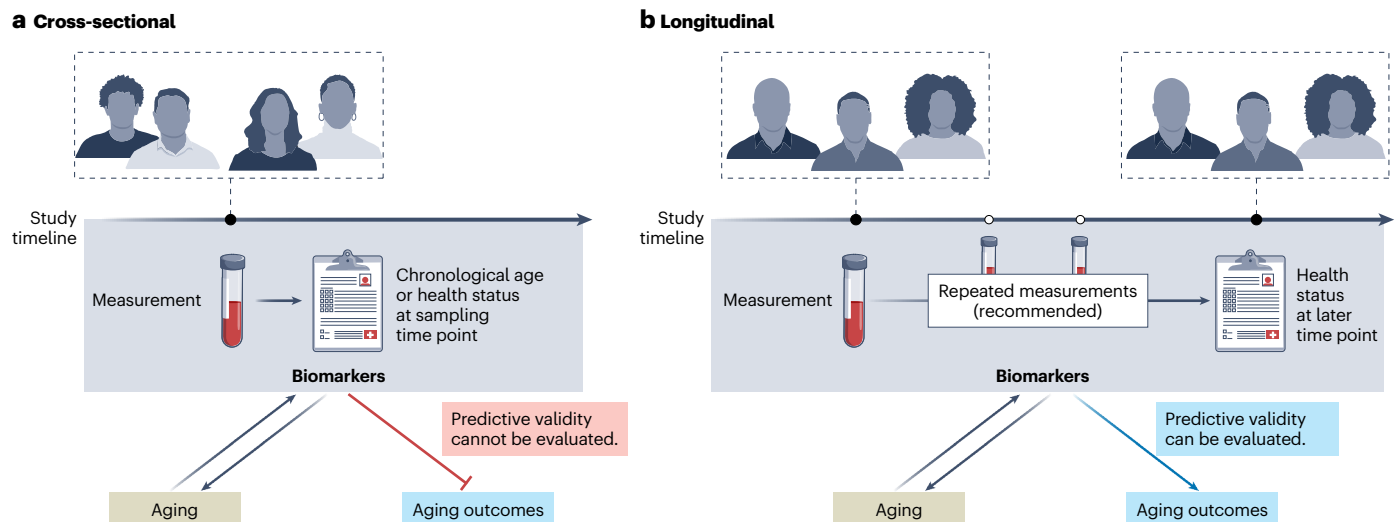 a Cross-sectional
Study
timeline
Measurement
Chronological age
or health status
at sampling
time point
Biomarkers
Predictive validity
cannot be evaluated.
Aging
Aging outcomes
b Longitudinal
Study
timeline
Measurement
Repeated measurements
(recommended)
Health
status
at later
time point
Biomarkers
Predictive validity
can be evaluated.
Aging
Aging outcomes